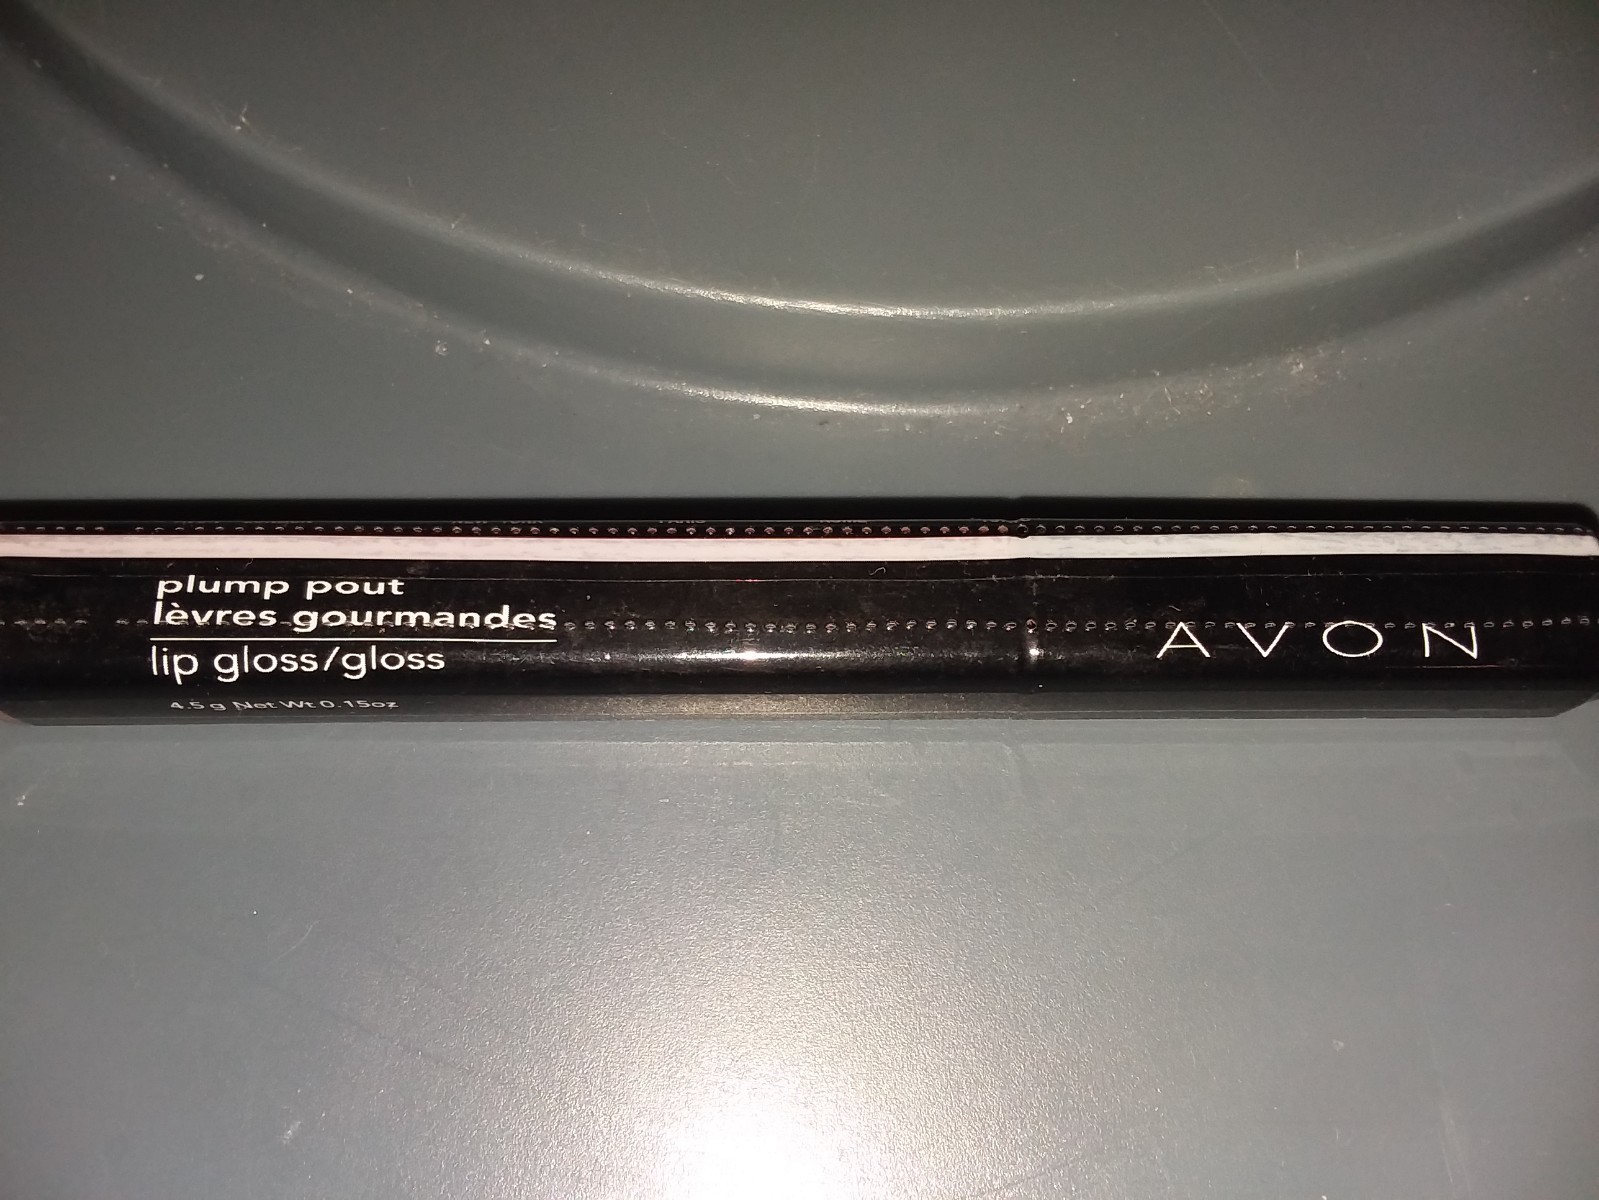 plump pout
lèvres gourmandes
lip gloss/gloss
4.5 g Net Wt 0.15oz
AVON